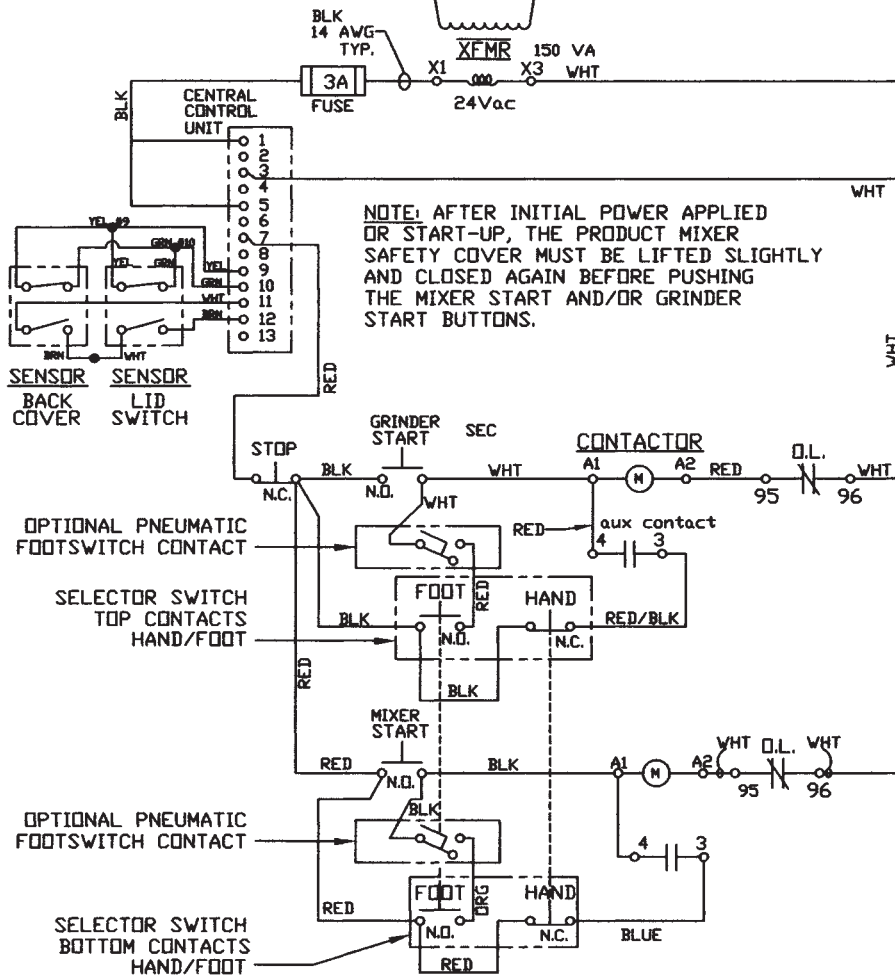 BLK
14 AWG
TYP.
XFMR 150 VA
X1 X3 WHT
3A
FUSE
24Vac
BLK
CENTRAL
CONTROL
UNIT
1
2
3
4
5
6
7
8
9
10
11
12
13
WHT
YEL #9
GRN #10
YEL GRN
YEL
GRN
WHT
BRN
BRN WHT
SENSOR
BACK
COVER
SENSOR
LID
SWITCH
NOTE: AFTER INITIAL POWER APPLIED
OR START-UP, THE PRODUCT MIXER
SAFETY COVER MUST BE LIFTED SLIGHTLY
AND CLOSED AGAIN BEFORE PUSHING
THE MIXER START AND/OR GRINDER
START BUTTONS.
WHT
RED
STOP
N.C.
BLK
GRINDER
START
N.O.
SEC
WHT
CONTACTOR
A1 M A2 RED
O.L.
95 96
WHT
WHT
OPTIONAL PNEUMATIC
FOOTSWITCH CONTACT
RED
aux contact
4 3
SELECTOR SWITCH
TOP CONTACTS
HAND/FOOT
BLK
FOOT
N.O.
RED
HAND
N.C.
RED/BLK
BLK
RED
MIXER
START
RED
N.O.
BLK
A1 M A2
WHT O.L. WHT
95 96
BLK
OPTIONAL PNEUMATIC
FOOTSWITCH CONTACT
4 3
RED
FOOT
N.O.
ORG
HAND
N.C.
BLUE
SELECTOR SWITCH
BOTTOM CONTACTS
HAND/FOOT
RED